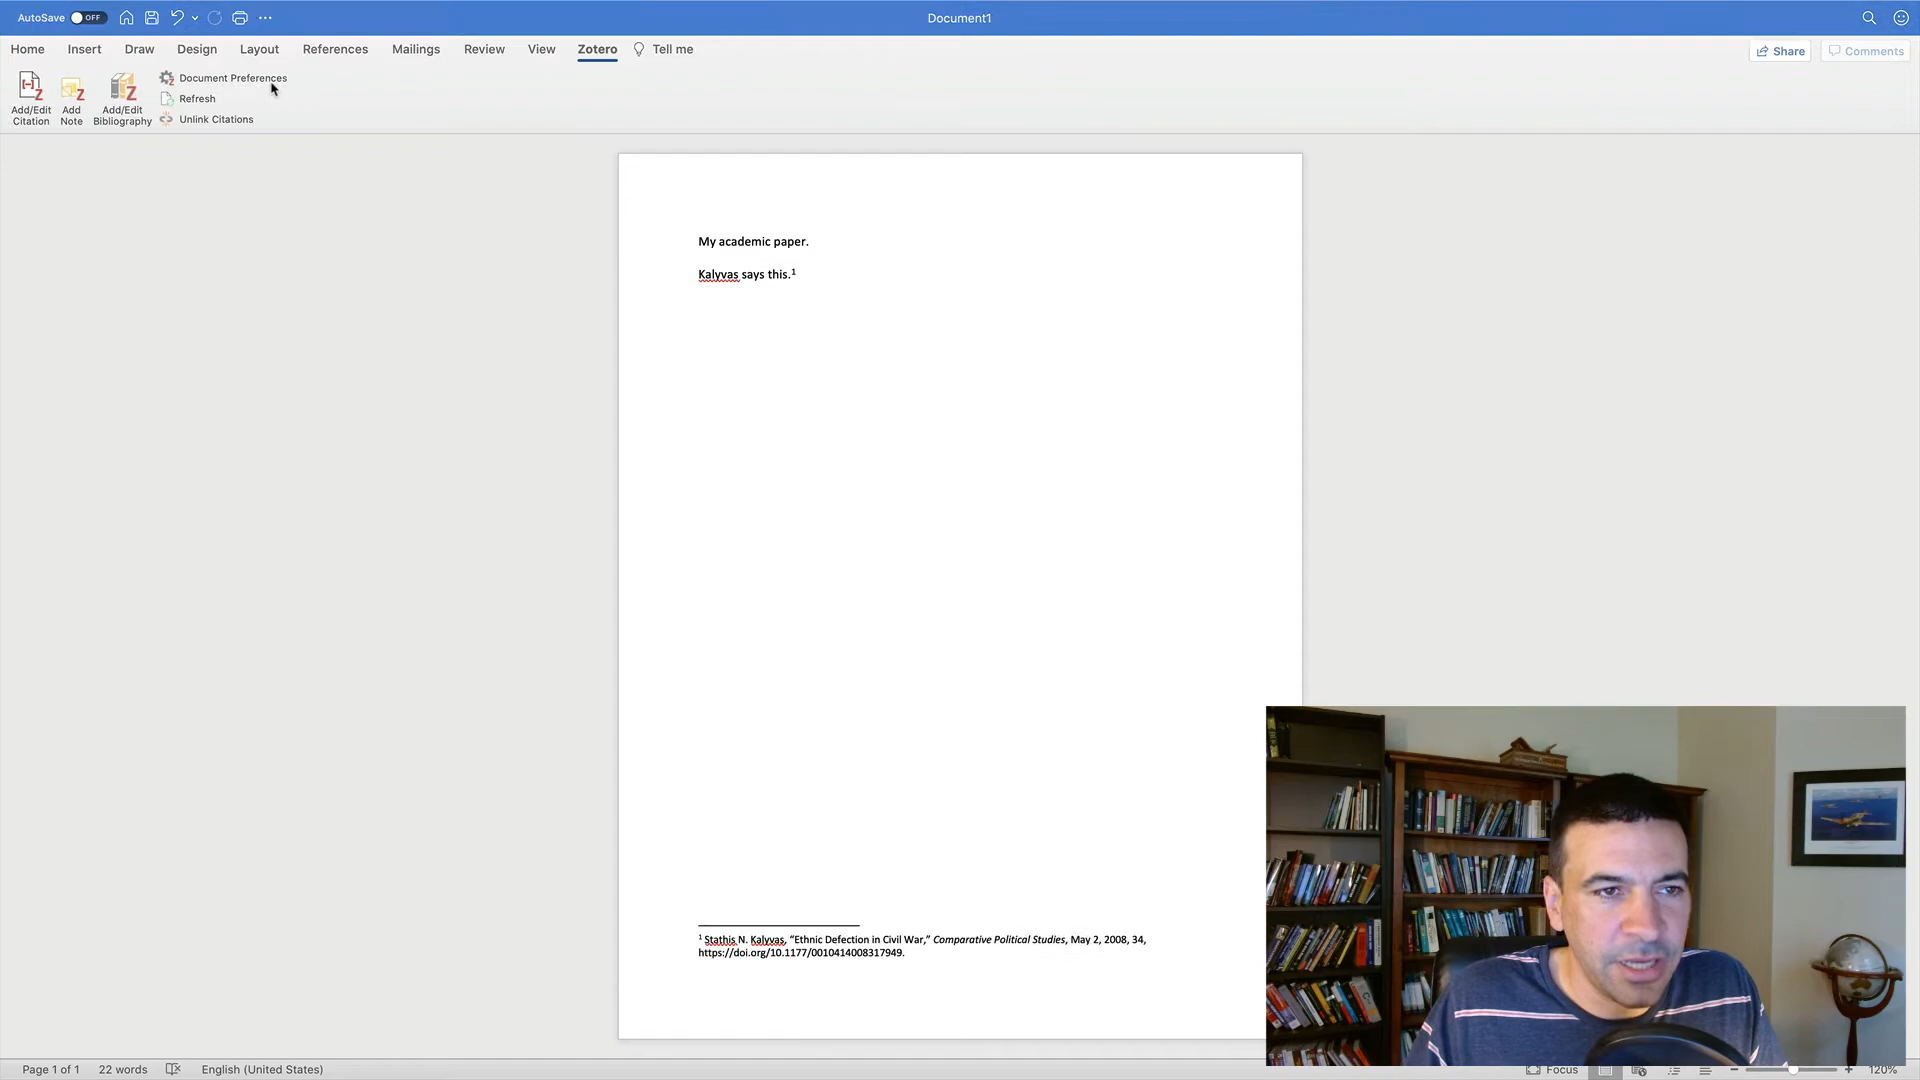 AutoSave OFF Document1
Home Insert Draw Design Layout References Mailings Review View Zotero Tell me Share Comments
Add/Edit Citation
Add Note
Add/Edit Bibliography
Document Preferences
Refresh
Unlink Citations
My academic paper.
Kalyvas says this.1
1 Stathis N. Kalyvas, “Ethnic Defection in Civil War,” Comparative Political Studies, May 2, 2008, 34,
https://doi.org/10.1177/0010414008317949.
Page 1 of 1 22 words English (United States) Focus 120%